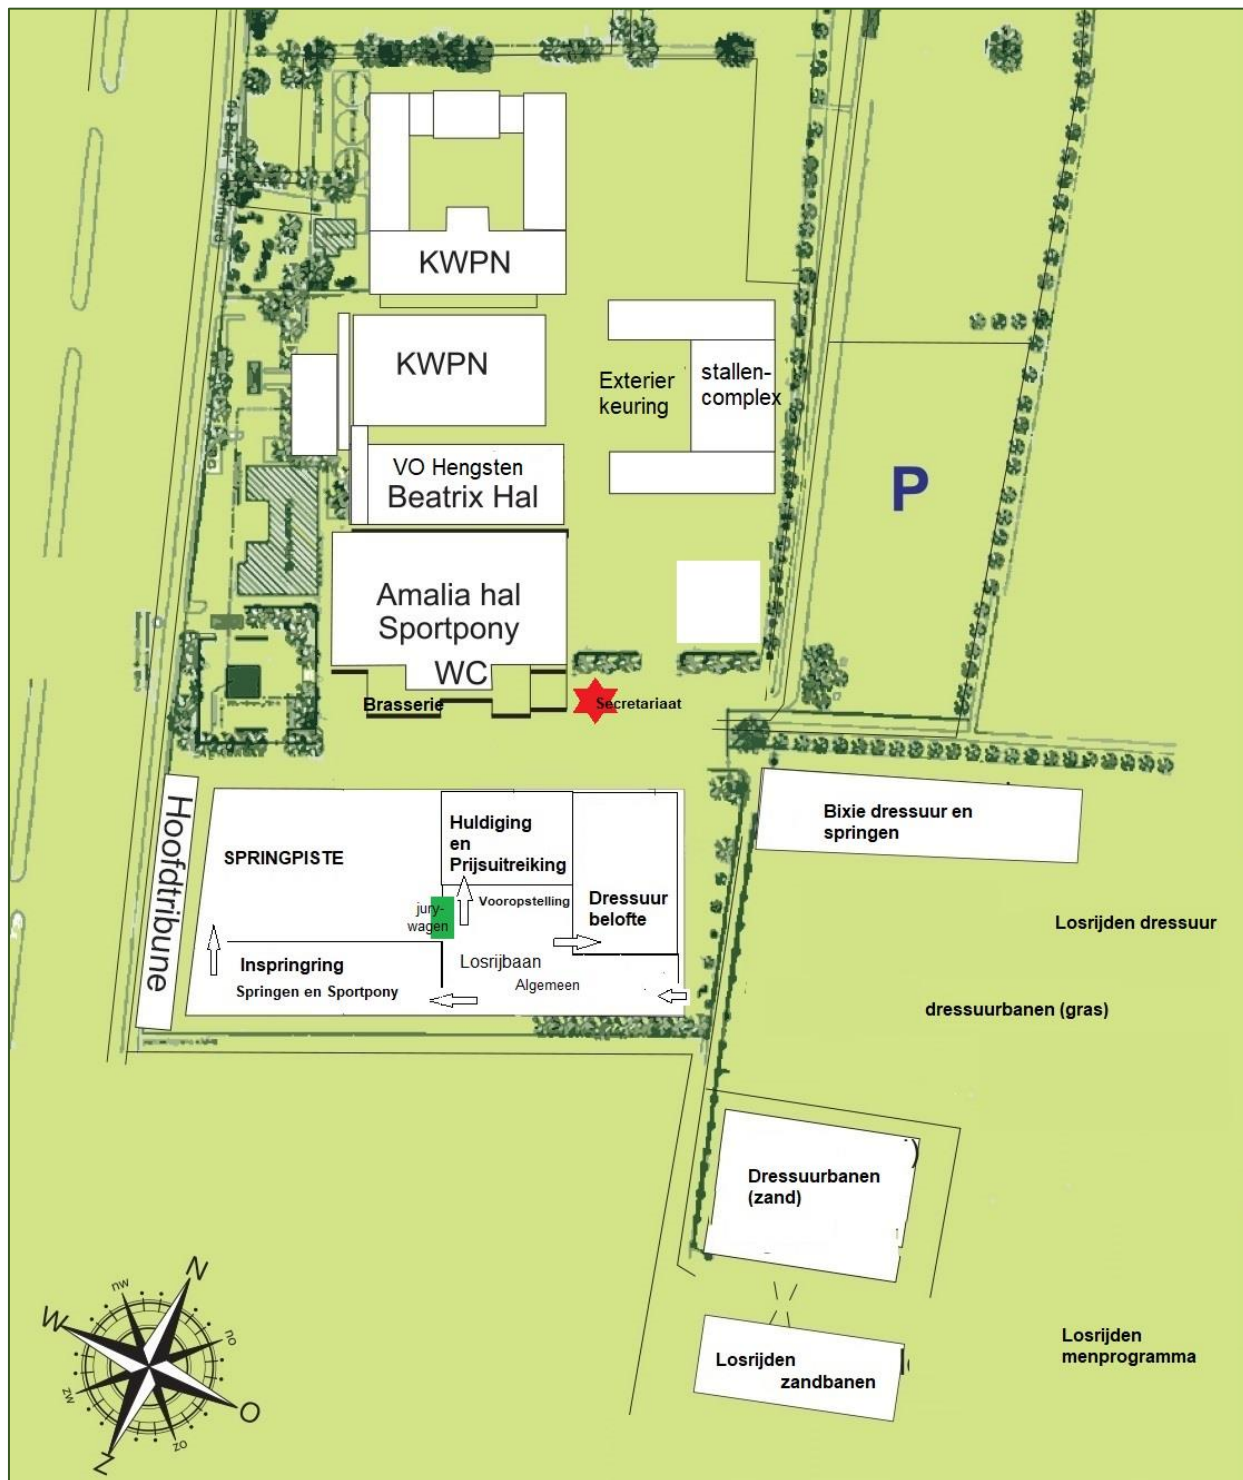 KWPN
KWPN
Exterier
keuring
stallen-
complex
VO Hengsten
Beatrix Hal
P
Amalia hal
Sportpony
WC
Brasserie
Secretariaat
Hoofdtribune
SPRINGPISTE
Huldiging
en
Prijsuitreiking
Vooropstelling
jury-
wagen
Dressuur
belofte
Bixie dressuur en
springen
Losrijden dressuur
Inspringring
Springen en Sportpony
Losrijbaan
Algemeen
dressuurbanen (gras)
Dressuurbanen
(zand)
)
Losrijden
zandbanen
Losrijden
menprogramma
N
no
O
zo
Z
zw
W
nw